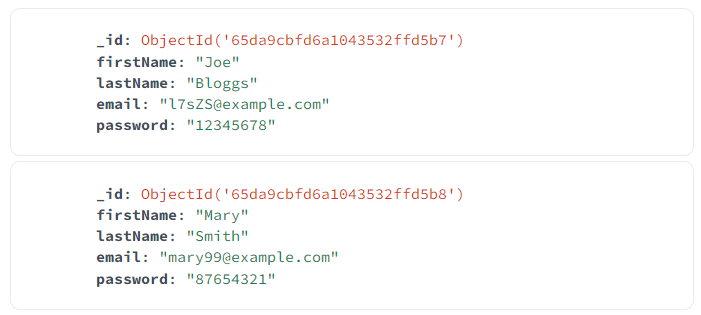 _id: ObjectId('65da9cbfd6a1043532ffd5b7')
firstName: "Joe"
lastName: "Bloggs"
email: "l7sZS@example.com"
password: "12345678"
_id: ObjectId('65da9cbfd6a1043532ffd5b8')
firstName: "Mary"
lastName: "Smith"
email: "mary99@example.com"
password: "87654321"